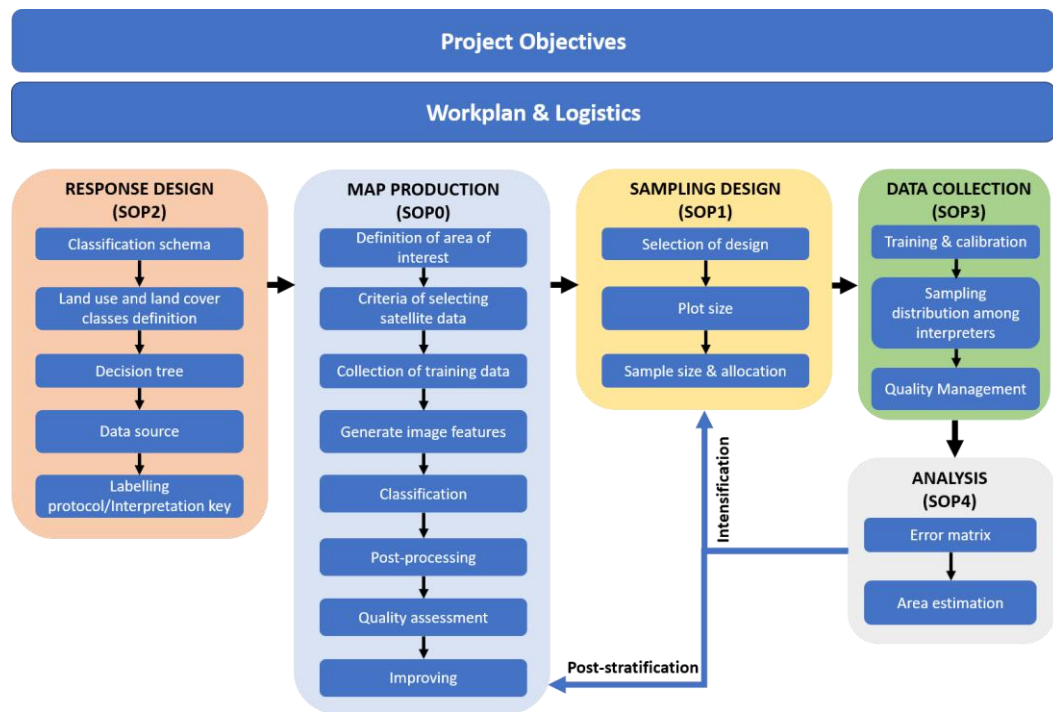 Project Objectives
Workplan & Logistics
RESPONSE DESIGN
(SOP2)
Classification schema
Land use and land cover
classes definition
Decision tree
Data source
Labelling
protocol/Interpretation key
MAP PRODUCTION
(SOP0)
Definition of area of
interest
Criteria of selecting
satellite data
Collection of training data
Generate image features
Classification
Post-processing
Quality assessment
Improving
SAMPLING DESIGN
(SOP1)
Selection of design
Plot size
Sample size & allocation
DATA COLLECTION
(SOP3)
Training & calibration
Sampling
distribution among
interpreters
Quality Management
ANALYSIS
(SOP4)
Error matrix
Area estimation
Intensification
Post-stratification